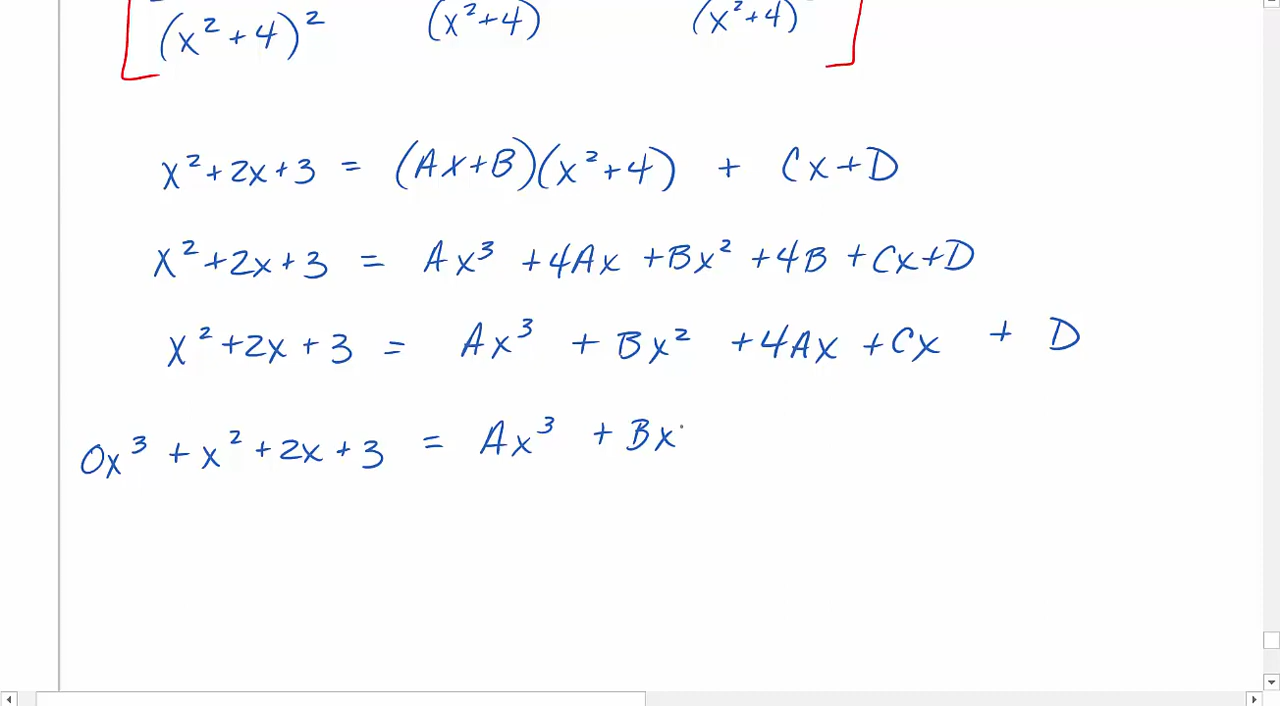 (x²+4)² (x²+4) (x²+4)
x²+2x+3 = (Ax+B)(x²+4) + Cx+D
x²+2x+3 = Ax³ +4Ax +Bx² +4B +Cx+D
x²+2x+3 = Ax³ + Bx² +4Ax +Cx + D
0x³ + x² +2x +3 = Ax³ + Bx